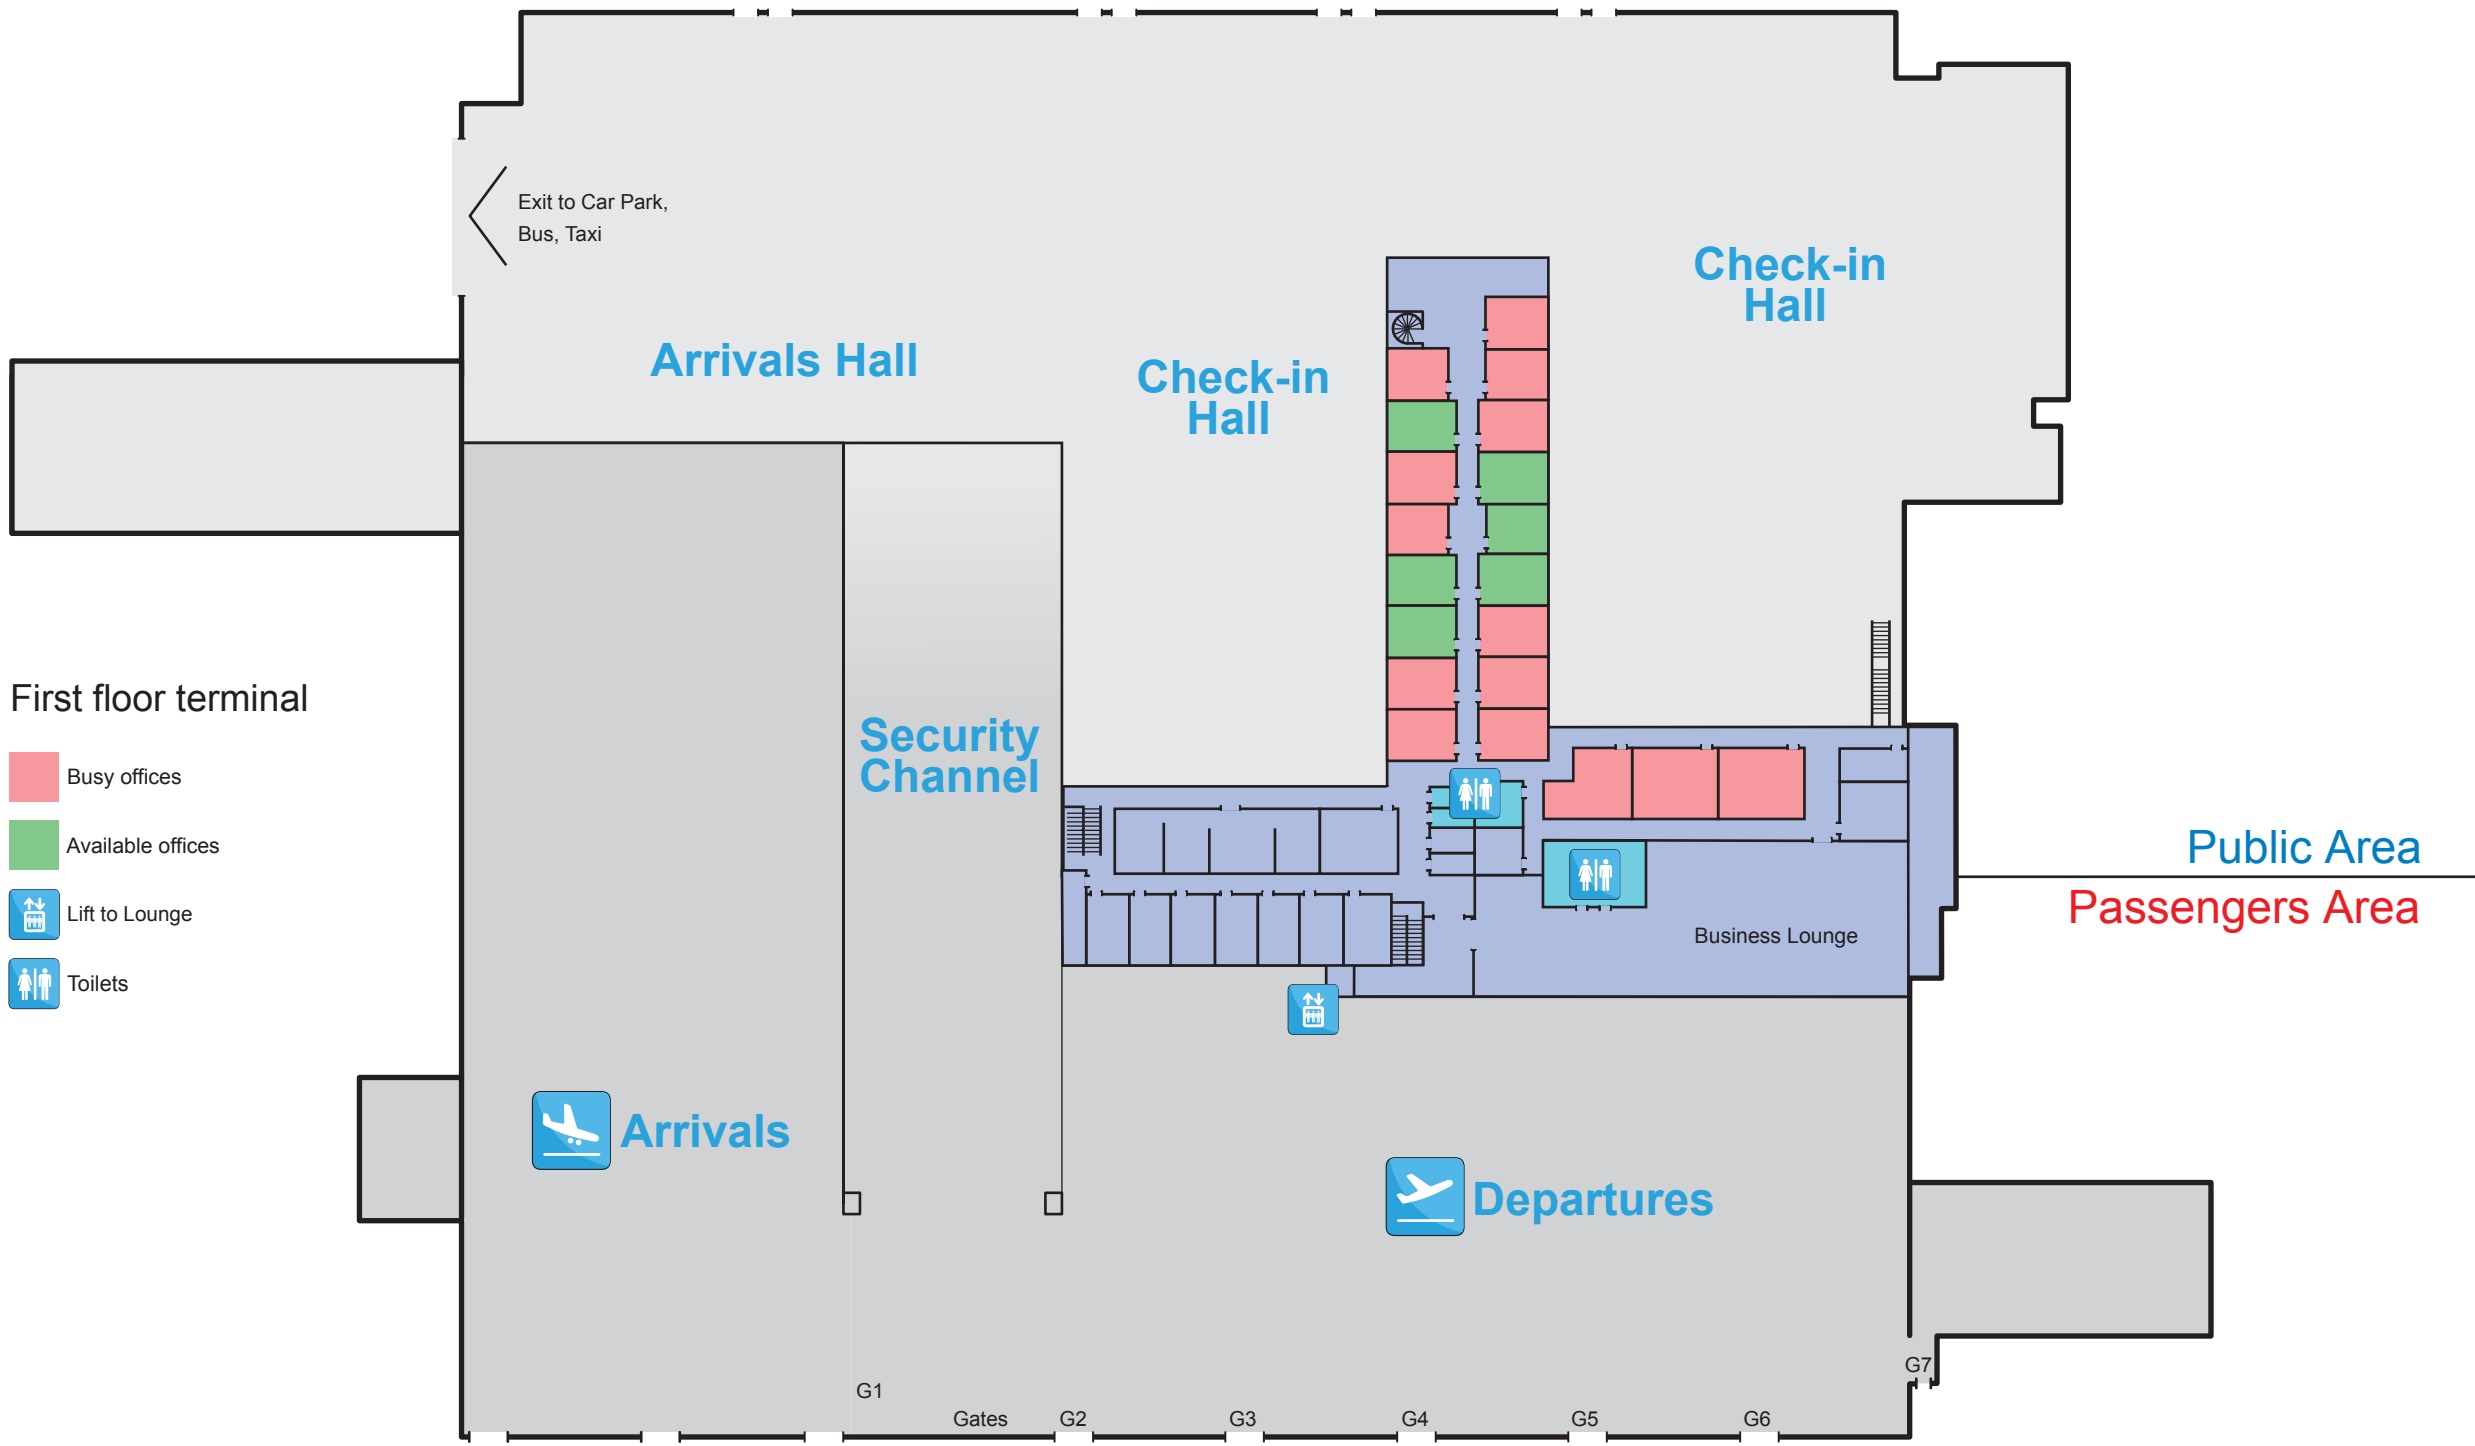 Exit to Car Park,
Bus, Taxi
Check-in
Hall
Arrivals Hall
Check-in
Hall
First floor terminal
Busy offices
Available offices
Lift to Lounge
Toilets
Security
Channel
Public Area
Passengers Area
Business Lounge
Arrivals
Departures
G1
Gates
G2
G3
G4
G5
G6
G7